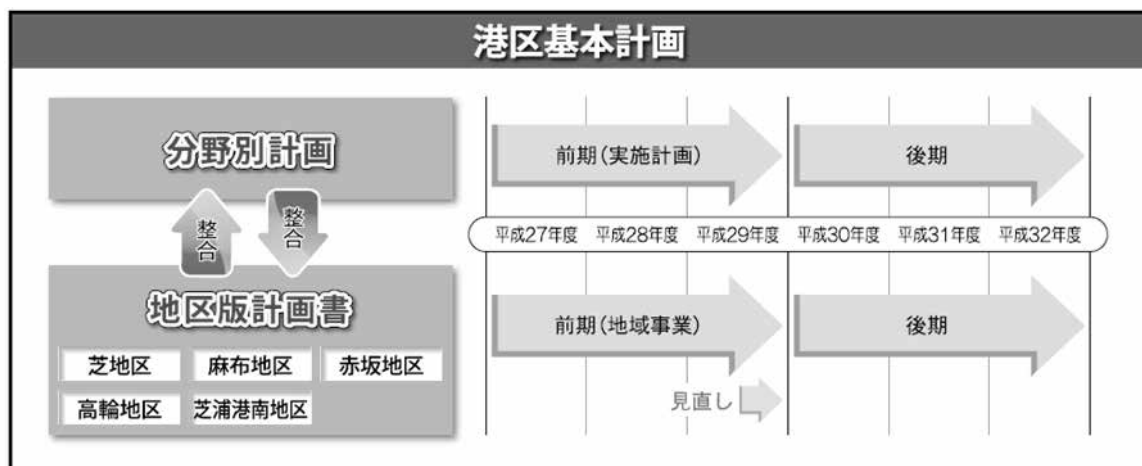 港区基本計画
分野別計画
整合
整合
地区版計画書
芝地区
麻布地区
赤坂地区
高輪地区
芝浦港南地区
前期(実施計画)
後期
平成27年度
平成28年度
平成29年度
平成30年度
平成31年度
平成32年度
前期(地域事業)
後期
見直し